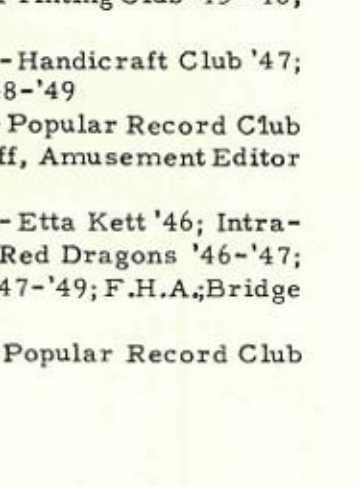 -Handicraft Club '47;
8-'49
Popular Record Club
ff, Amusement Editor
-Etta Kett '46; Intra-
Red Dragons '46-'47;
47-'49; F.H.A.;Bridge
Popular Record Club